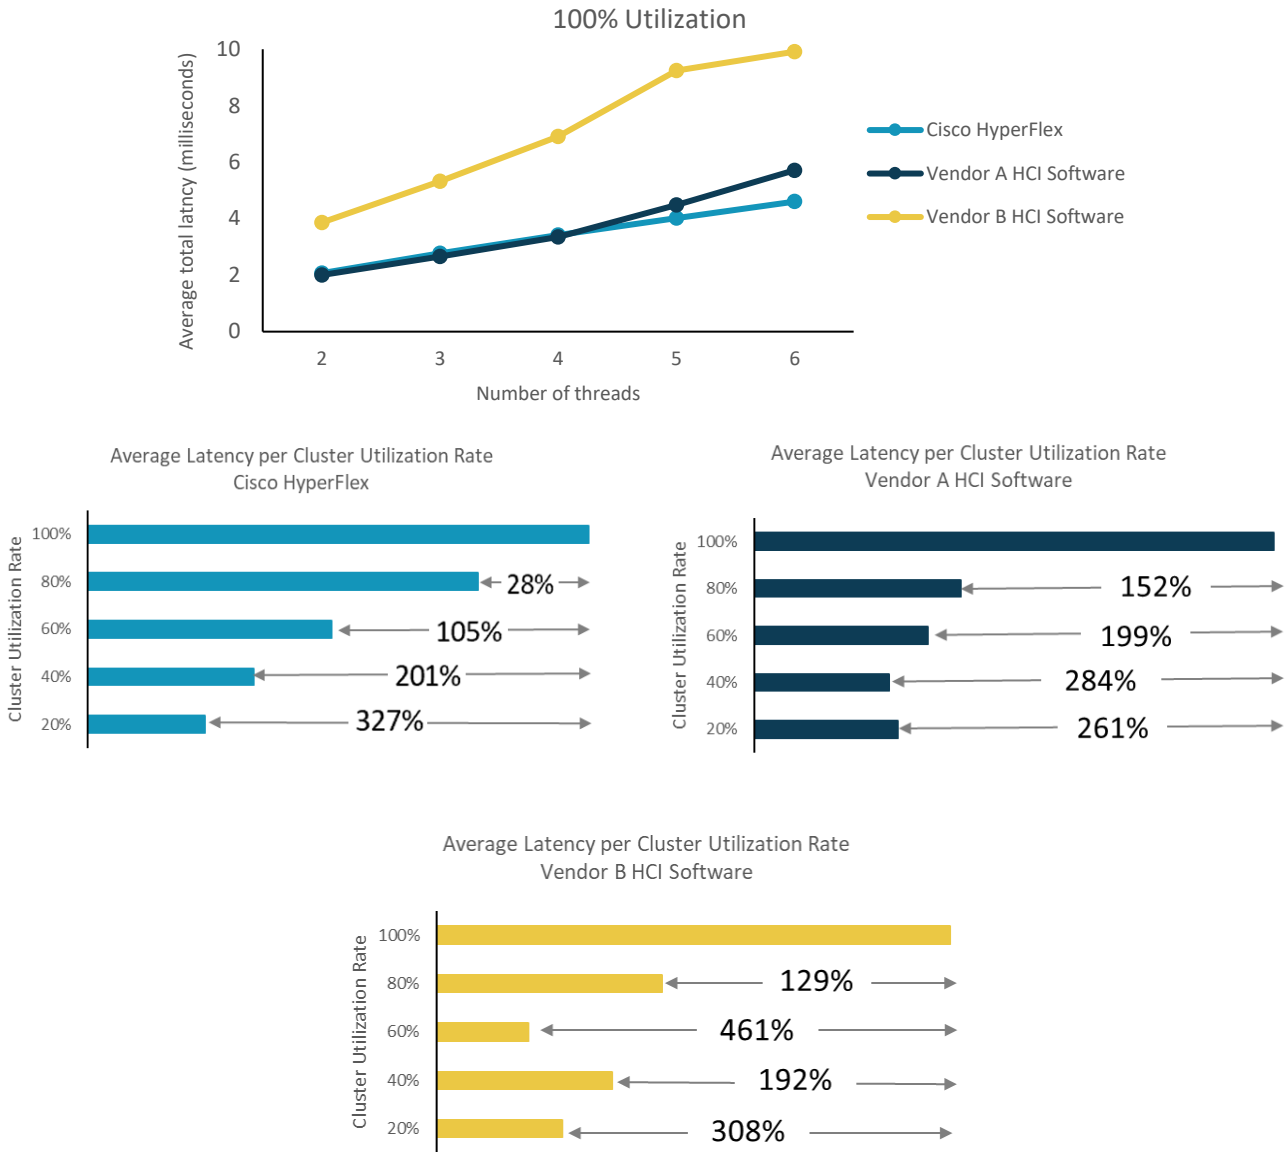 100% Utilization
Average total latncy (milliseconds)
10
8
6
4
2
0
2 3 4 5 6
Number of threads
Cisco HyperFlex
Vendor A HCI Software
Vendor B HCI Software
Average Latency per Cluster Utilization Rate
Cisco HyperFlex
Cluster Utilization Rate
100%
80% 28%
60% 105%
40% 201%
20% 327%
Average Latency per Cluster Utilization Rate
Vendor A HCI Software
Cluster Utilization Rate
100%
80% 152%
60% 199%
40% 284%
20% 261%
Average Latency per Cluster Utilization Rate
Vendor B HCI Software
Cluster Utilization Rate
100%
80% 129%
60% 461%
40% 192%
20% 308%